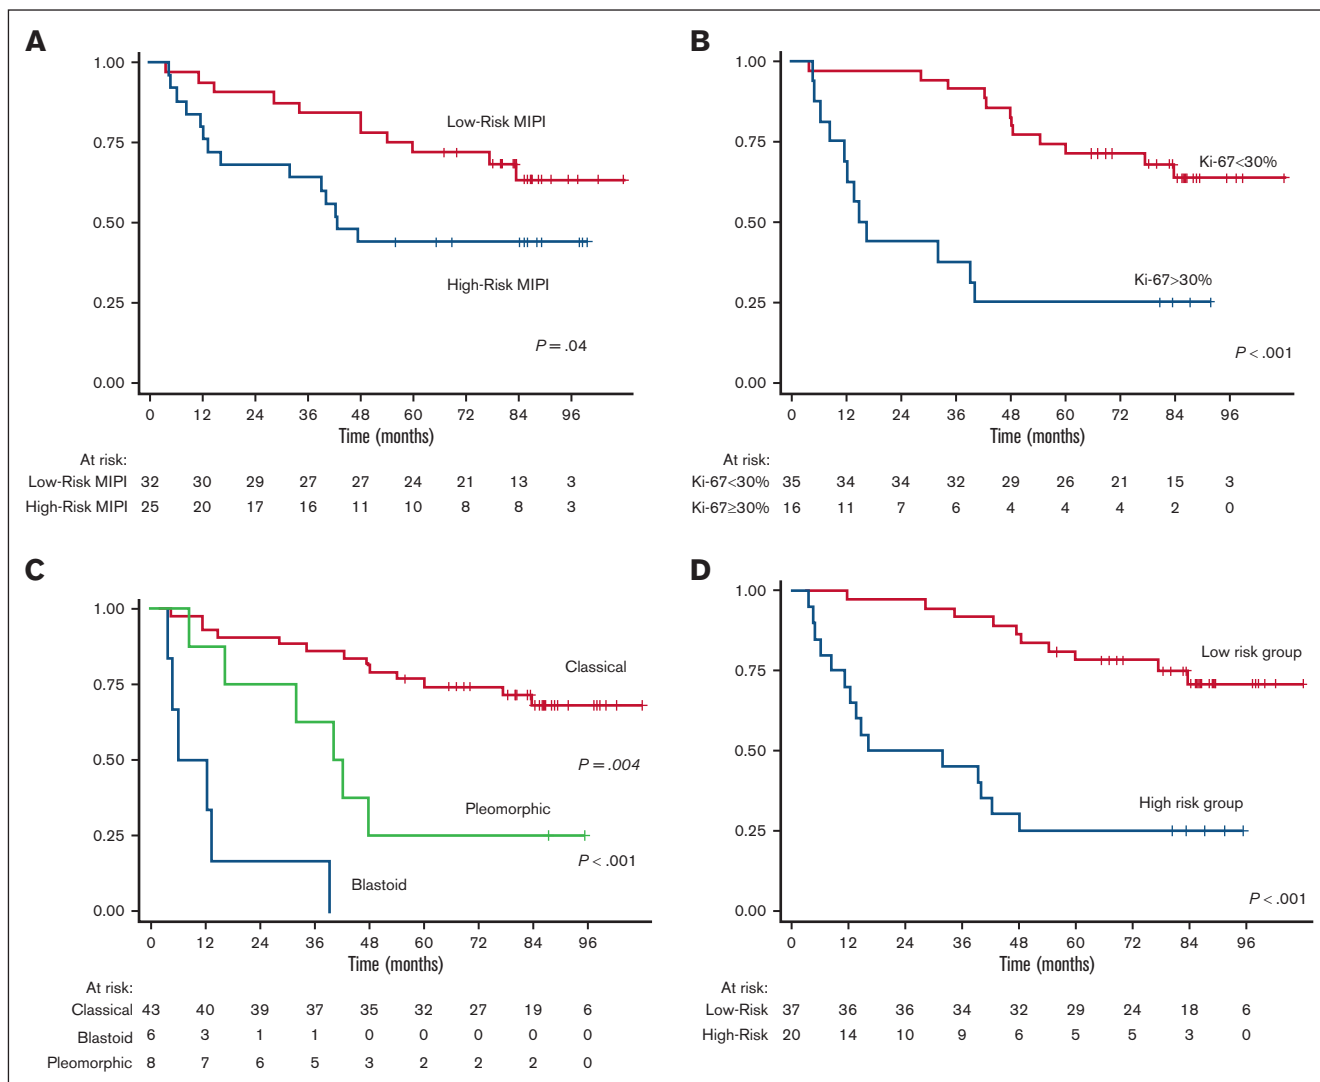 A
1.00
0.75
0.50
0.25
0.00
Low-Risk MIPI
High-Risk MIPI
P = .04
0 12 24 36 48 60 72 84 96
Time (months)
At risk:
Low-Risk MIPI 32 30 29 27 27 24 21 13 3
High-Risk MIPI 25 20 17 16 11 10 8 8 3
B
1.00
0.75
0.50
0.25
0.00
Ki-67<30%
Ki-67>30%
P < .001
0 12 24 36 48 60 72 84 96
Time (months)
At risk:
Ki-67<30% 35 34 34 32 29 26 21 15 3
Ki-67≥30% 16 11 7 6 4 4 4 2 0
C
1.00
0.75
0.50
0.25
0.00
Classical
P = .004
Pleomorphic
P < .001
Blastoid
0 12 24 36 48 60 72 84 96
Time (months)
At risk:
Classical 43 40 39 37 35 32 27 19 6
Blastoid 6 3 1 1 0 0 0 0 0
Pleomorphic 8 7 6 5 3 2 2 2 0
D
1.00
0.75
0.50
0.25
0.00
Low risk group
High risk group
P < .001
0 12 24 36 48 60 72 84 96
Time (months)
At risk:
Low-Risk 37 36 36 34 32 29 24 18 6
High-Risk 20 14 10 9 6 5 5 3 0